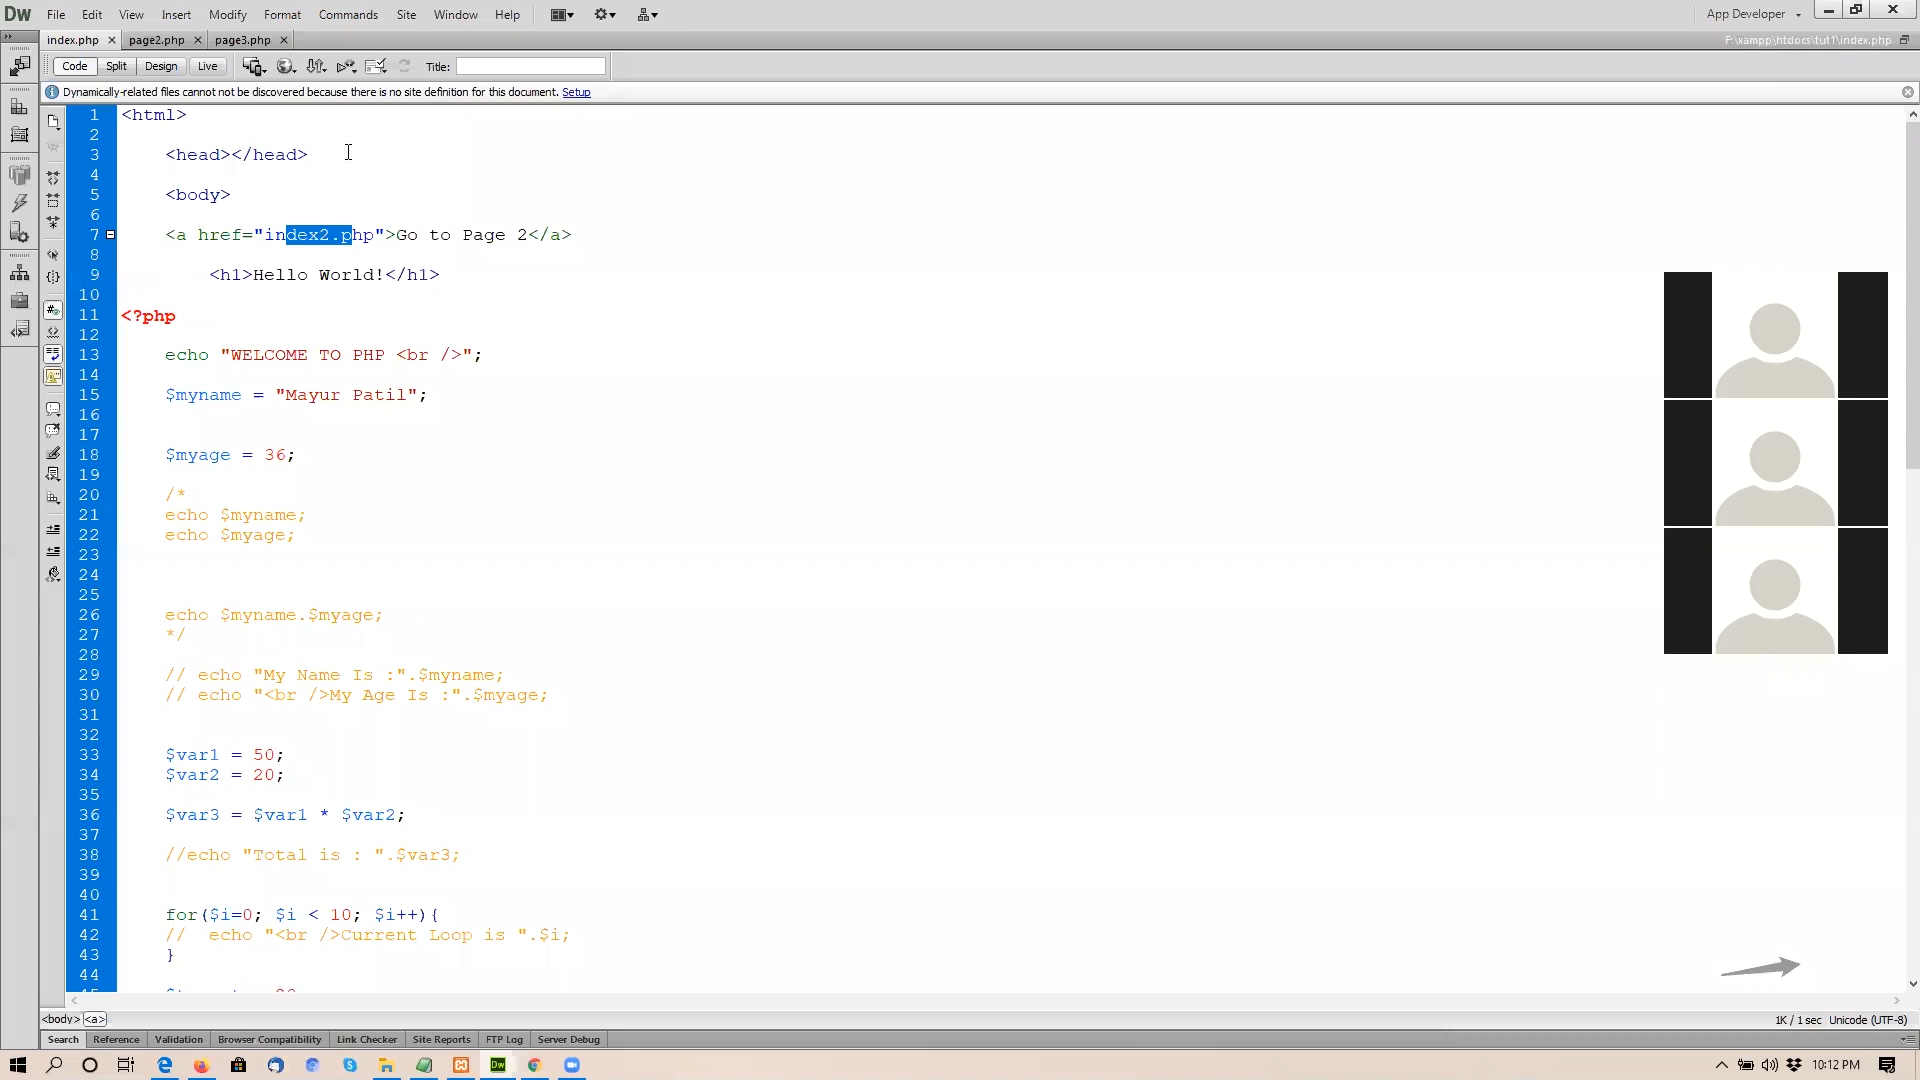 Dw File Edit View Insert Modify Format Commands Site Window Help App Developer
index.php page2.php page3.php F:\xampp\htdocs\tut1\index.php
Code Split Design Live Title:
Dynamically-related files cannot not be discovered because there is no site definition for this document. Setup
1 <html>
2
3 <head></head>
4
5 <body>
6
7 <a href="index2.php">Go to Page 2</a>
8
9 <h1>Hello World!</h1>
10
11 <?php
12
13 echo "WELCOME TO PHP <br />";
14
15 $myname = "Mayur Patil";
16
17
18 $myage = 36;
19
20 /*
21 echo $myname;
22 echo $myage;
23
24
25
26 echo $myname.$myage;
27 */
28
29 // echo "My Name Is :".$myname;
30 // echo "<br />My Age Is :".$myage;
31
32
33 $var1 = 50;
34 $var2 = 20;
35
36 $var3 = $var1 * $var2;
37
38 //echo "Total is : ".$var3;
39
40
41 for($i=0; $i < 10; $i++){
42 // echo "<br />Current Loop is ".$i;
43 }
44
<body> <a> 1K / 1 sec Unicode (UTF-8)
Search Reference Validation Browser Compatibility Link Checker Site Reports FTP Log Server Debug
Dw 10:12 PM